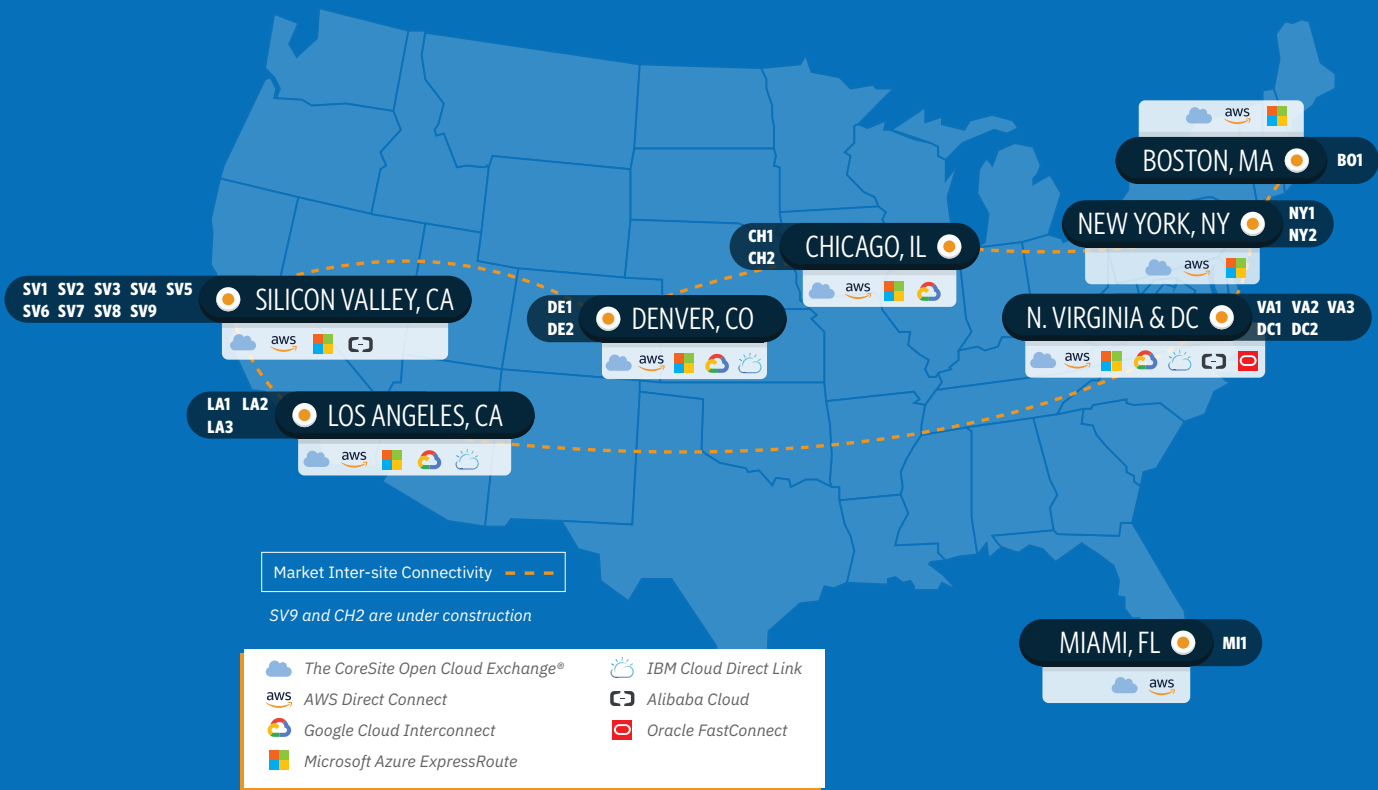 aws
BOSTON, MA
BO1
NEW YORK, NY
NY1
NY2
aws
CH1
CH2
CHICAGO, IL
aws
SV1 SV2 SV3 SV4 SV5
SV6 SV7 SV8 SV9
SILICON VALLEY, CA
aws
DE1
DE2
DENVER, CO
aws
N. VIRGINIA & DC
VA1 VA2 VA3
DC1 DC2
aws
LA1 LA2
LA3
LOS ANGELES, CA
aws
Market Inter-site Connectivity
SV9 and CH2 are under construction
MIAMI, FL
MI1
aws
The CoreSite Open Cloud Exchange®
aws AWS Direct Connect
Google Cloud Interconnect
Microsoft Azure ExpressRoute
IBM Cloud Direct Link
Alibaba Cloud
Oracle FastConnect